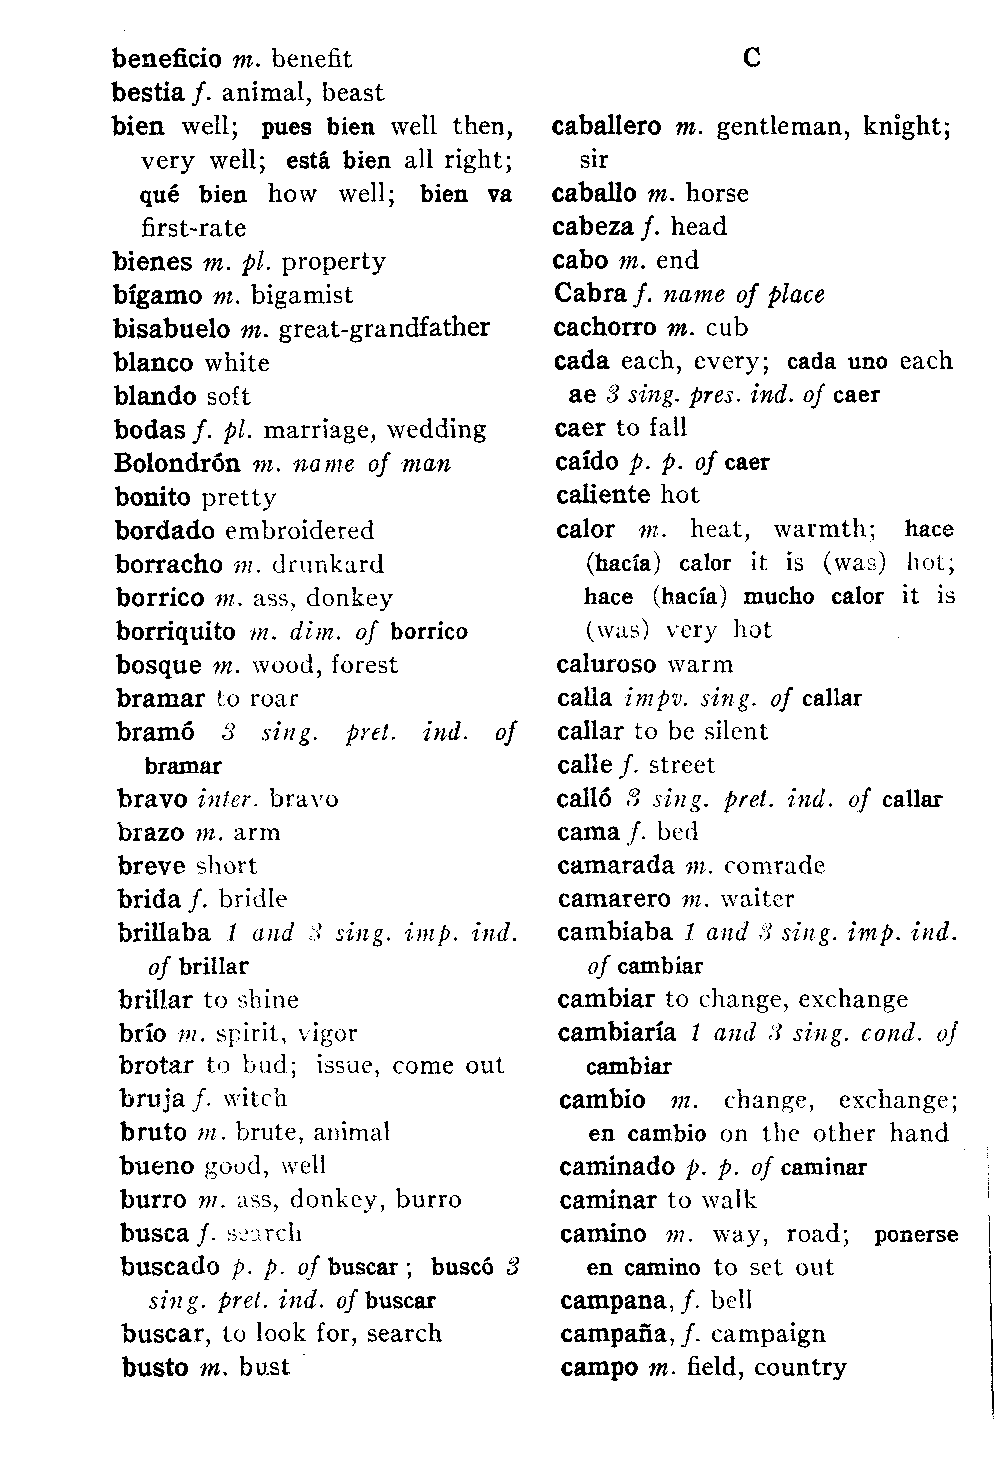 beneficio m. benefit
bestia f. animal, beast
bien well; pues bien well then,
very well; está bien all right;
qué bien how well; bien va
first-rate
bienes m. pl. property
bígamo m. bigamist
bisabuelo m. great-grandfather
blanco white
blando soft
bodas f. pl. marriage, wedding
Bolondrón m. name of man
bonito pretty
bordado embroidered
borracho m. drunkard
borrico m. ass, donkey
borriquito m. dim. of borrico
bosque m. wood, forest
bramar to roar
bramó 3 sing. pret. ind. of
bramar
bravo inter. bravo
brazo m. arm
breve short
brida f. bridle
brillaba 1 and 3 sing. imp. ind.
of brillar
brillar to shine
brío m. spirit, vigor
brotar to bud; issue, come out
bruja f. witch
bruto m. brute, animal
bueno good, well
burro m. ass, donkey, burro
busca f. search
buscado p. p. of buscar; buscó 3
sing. pret. ind. of buscar
buscar, to look for, search
busto m. bust
C
caballero m. gentleman, knight;
sir
caballo m. horse
cabeza f. head
cabo m. end
Cabra f. name of place
cachorro m. cub
cada each, every; cada uno each
ae 3 sing. pres. ind. of caer
caer to fall
caído p. p. of caer
caliente hot
calor m. heat, warmth; hace
(hacía) calor it is (was) hot;
hace (hacía) mucho calor it is
(was) very hot
caluroso warm
calla impv. sing. of callar
callar to be silent
calle f. street
calló 3 sing. pret. ind. of callar
cama f. bed
camarada m. comrade
camarero m. waiter
cambiaba 1 and 3 sing. imp. ind.
of cambiar
cambiar to change, exchange
cambiaría 1 and 3 sing. cond. of
cambiar
cambio m. change, exchange;
en cambio on the other hand
caminado p. p. of caminar
caminar to walk
camino m. way, road; ponerse
en camino to set out
campana, f. bell
campaña, f. campaign
campo m. field, country